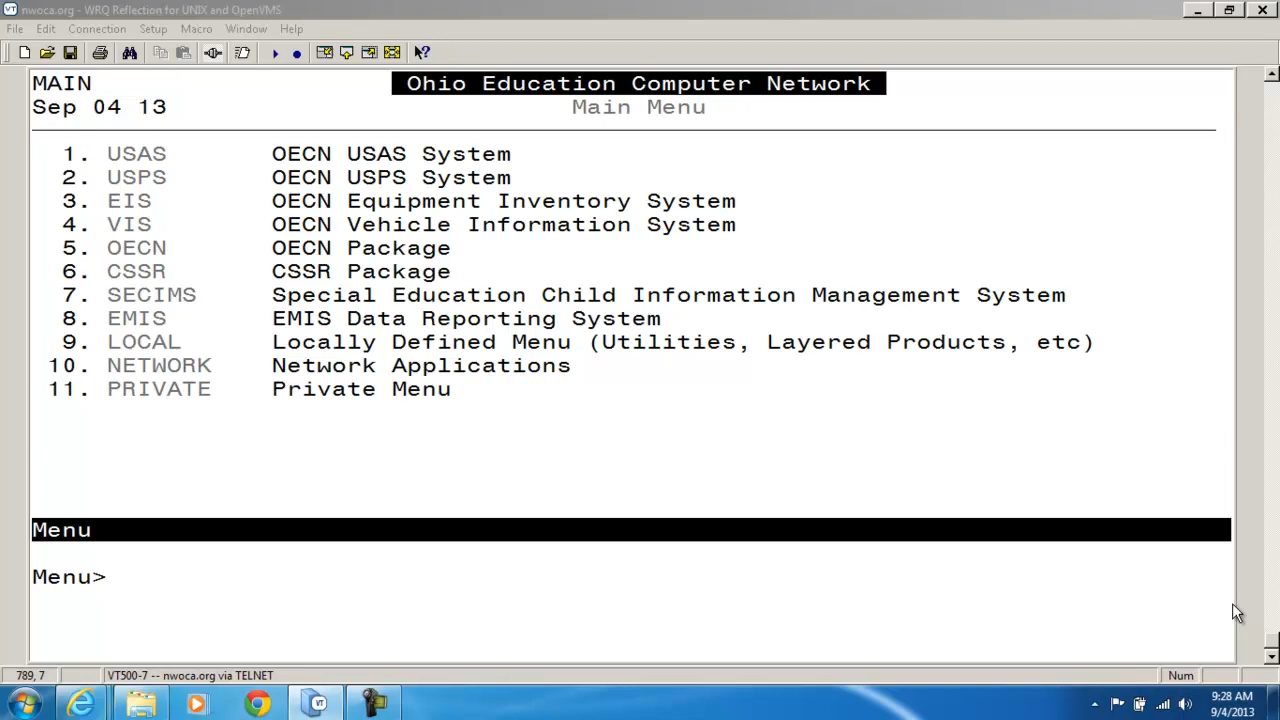 nwoca.org - WRQ Reflection for UNIX and OpenVMS
File Edit Connection Setup Macro Window Help
MAIN Ohio Education Computer Network
Sep 04 13 Main Menu
1. USAS OECN USAS System
2. USPS OECN USPS System
3. EIS OECN Equipment Inventory System
4. VIS OECN Vehicle Information System
5. OECN OECN Package
6. CSSR CSSR Package
7. SECIMS Special Education Child Information Management System
8. EMIS EMIS Data Reporting System
9. LOCAL Locally Defined Menu (Utilities, Layered Products, etc)
10. NETWORK Network Applications
11. PRIVATE Private Menu
Menu
Menu>
789, 7 VT500-7 -- nwoca.org via TELNET Num
9:28 AM
9/4/2013